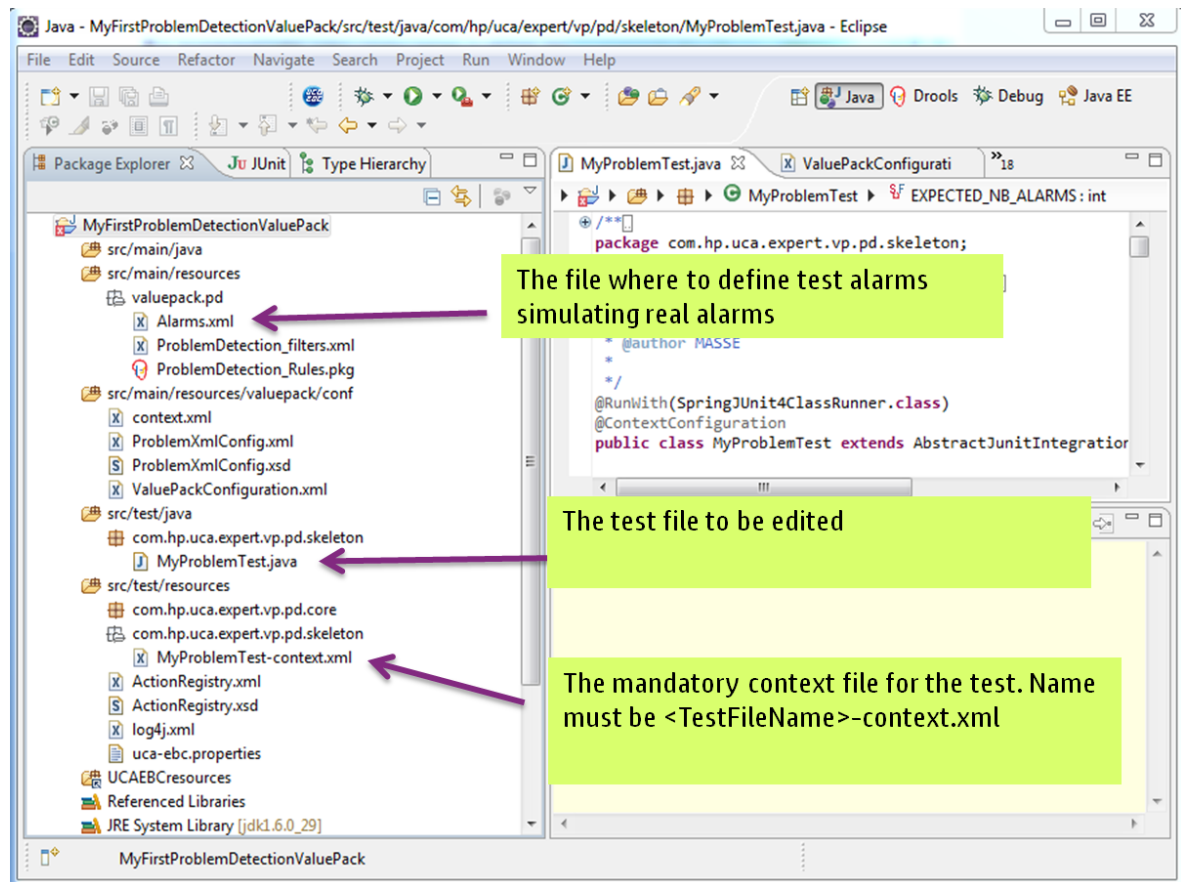 Java - MyFirstProblemDetectionValuePack/src/test/java/com/hp/uca/expert/vp/pd/skeleton/MyProblemTest.java - Eclipse
File Edit Source Refactor Navigate Search Project Run Window Help
Java Drools Debug Java EE
Package Explorer JUnit Type Hierarchy
MyProblemTest.java ValuePackConfigurati »18
MyProblemTest EXPECTED_NB_ALARMS : int
MyFirstProblemDetectionValuePack
src/main/java
src/main/resources
valuepack.pd
Alarms.xml
ProblemDetection_filters.xml
ProblemDetection_Rules.pkg
src/main/resources/valuepack/conf
context.xml
ProblemXmlConfig.xml
ProblemXmlConfig.xsd
ValuePackConfiguration.xml
src/test/java
com.hp.uca.expert.vp.pd.skeleton
MyProblemTest.java
src/test/resources
com.hp.uca.expert.vp.pd.core
com.hp.uca.expert.vp.pd.skeleton
MyProblemTest-context.xml
ActionRegistry.xml
ActionRegistry.xsd
log4j.xml
uca-ebc.properties
UCAEBCresources
Referenced Libraries
JRE System Library [jdk1.6.0_29]
/**
package com.hp.uca.expert.vp.pd.skeleton;
The file where to define test alarms
simulating real alarms
* @author MASSE
*
*/
@RunWith(SpringJUnit4ClassRunner.class)
@ContextConfiguration
public class MyProblemTest extends AbstractJunitIntegration
The test file to be edited
The mandatory context file for the test. Name
must be <TestFileName>-context.xml
MyFirstProblemDetectionValuePack